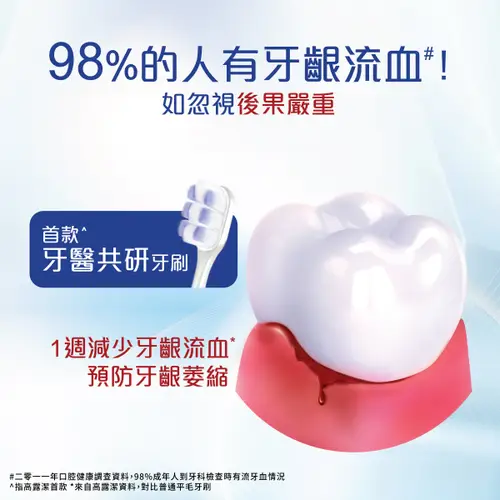 98%的人有牙齦流血#!
如忽視後果嚴重
首款^
牙醫共研牙刷
1週減少牙齦流血*
預防牙齦萎縮
#二零一一年口腔健康調查資料,98%成年人到牙科檢查時有流牙血情況
^指高露潔首款 *來自高露潔資料,對比普通平毛牙刷